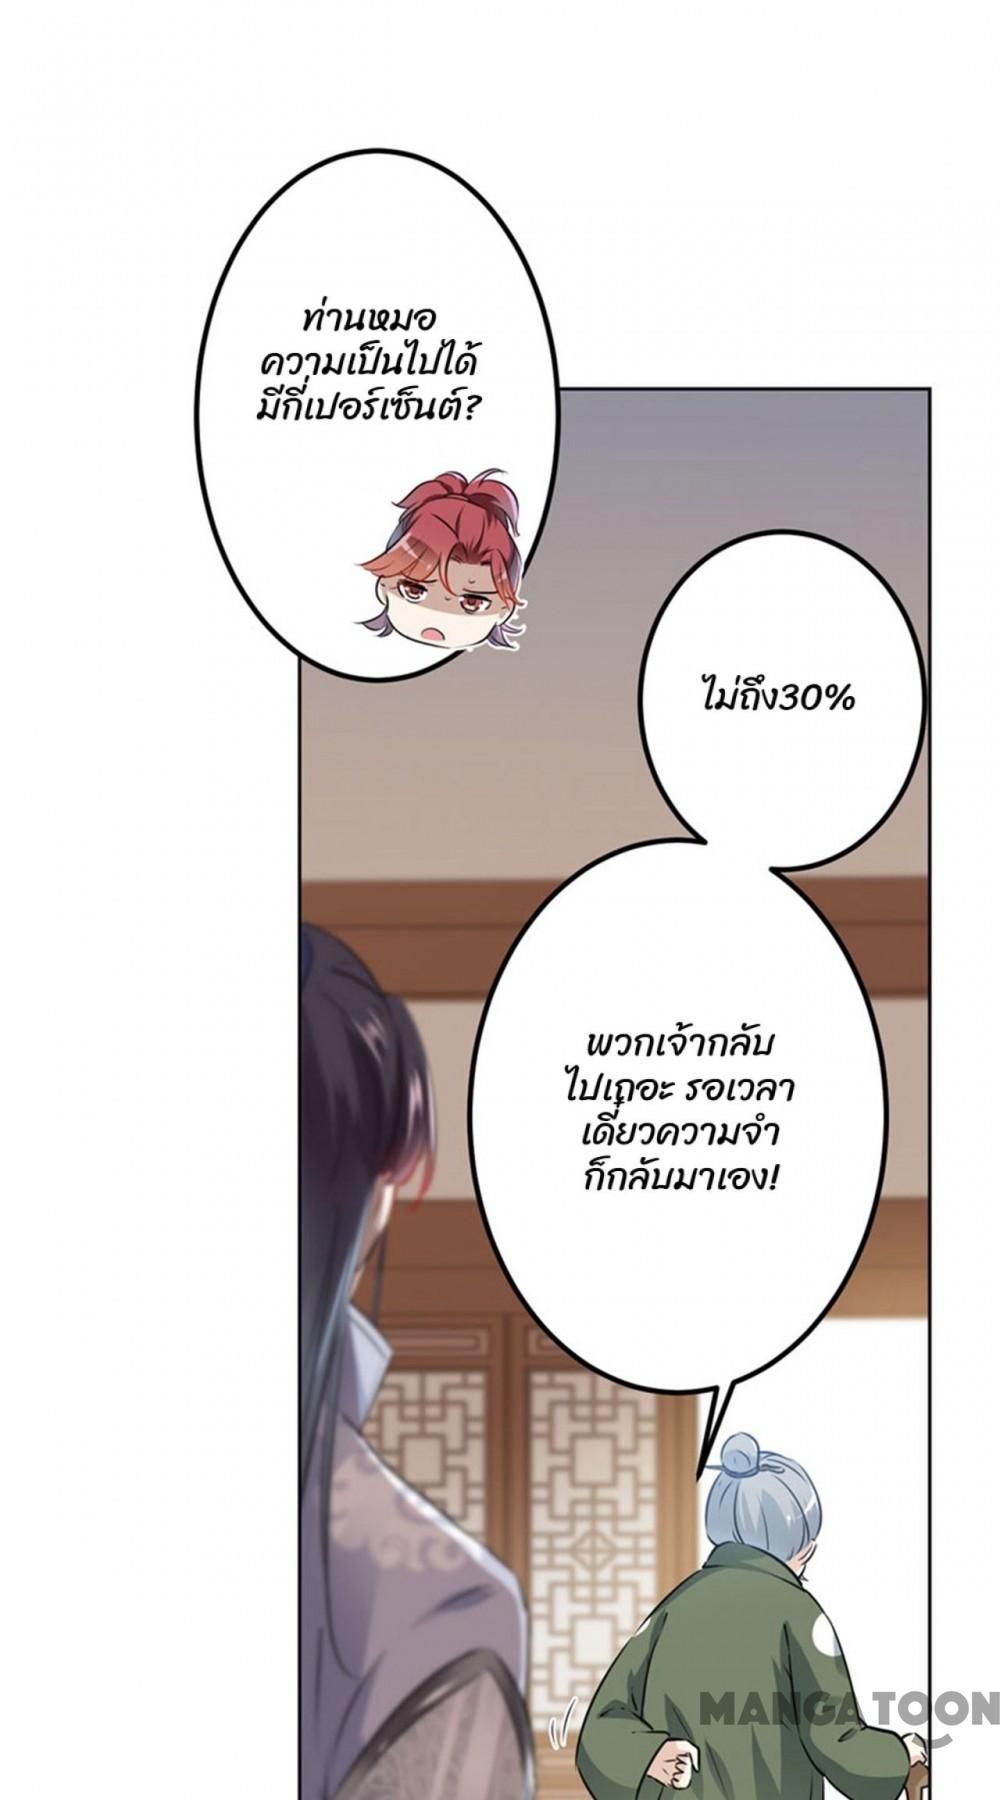 ท่านหมอ
ความเป็นไปได้
มีกี่เปอร์เซ็นต์?
ไม่ถึง30%
พวกเจ้ากลับ
ไปเถอะ รอเวลา
เดี๋ยวความจำ
ก็กลับมาเอง!
MANGATOON